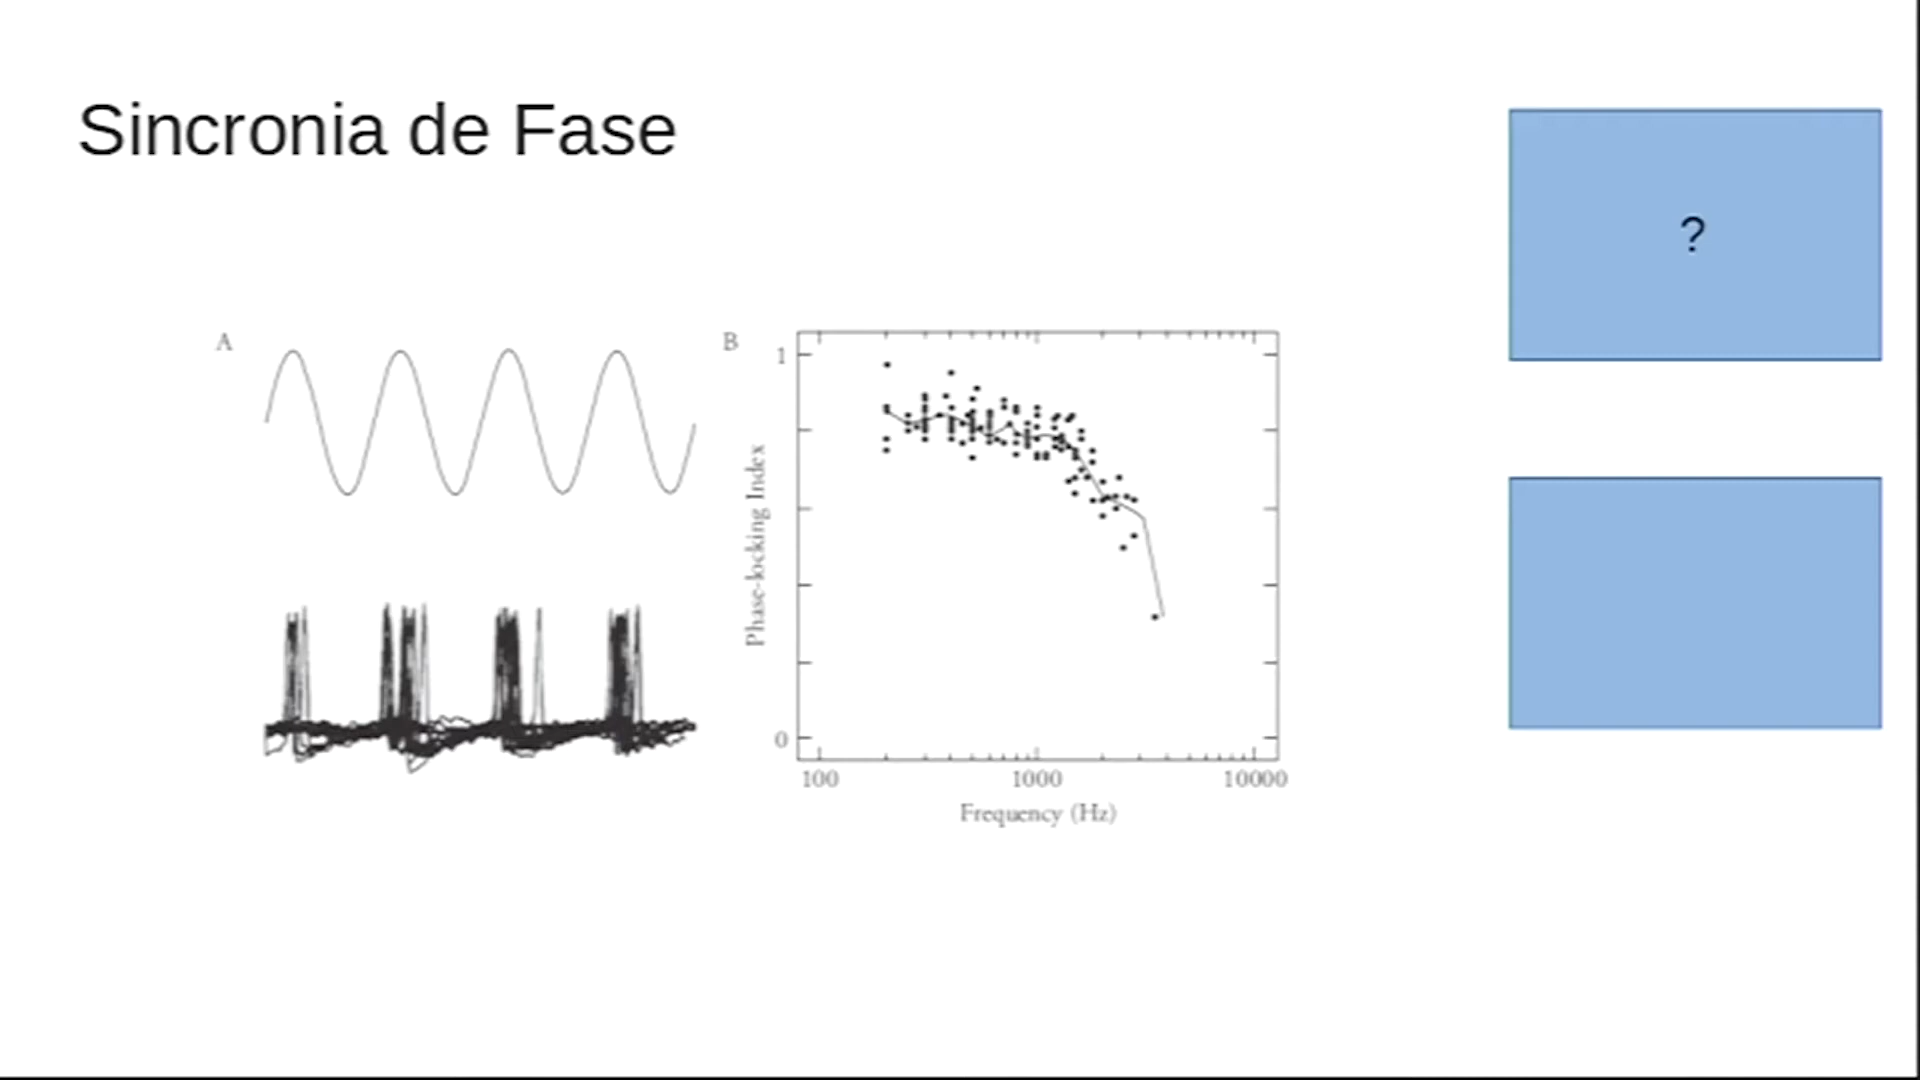 Sincronia de Fase
?
A
B
1
Phase-locking Index
0
100 1000 10000
Frequency (Hz)